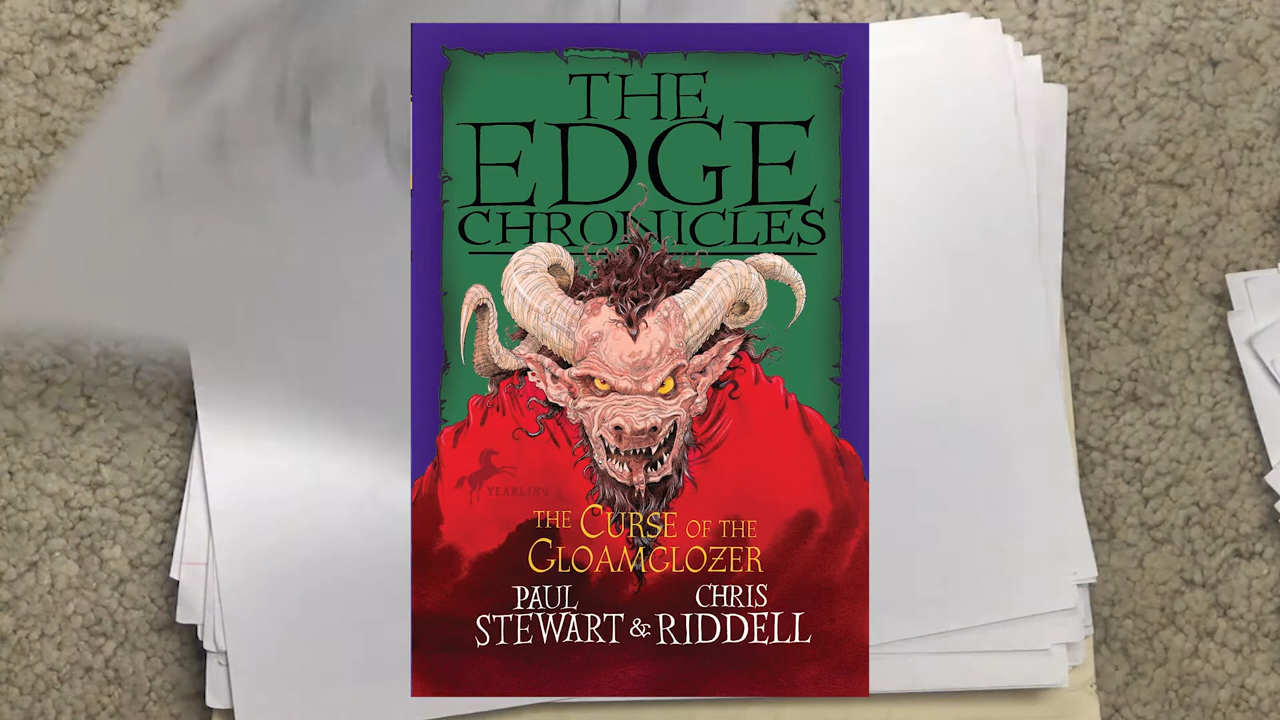 THE
EDGE
CHRONICLES
YEARLING
THE CURSE OF THE
GLOAMGLOZER
PAUL CHRIS
STEWART & RIDDELL